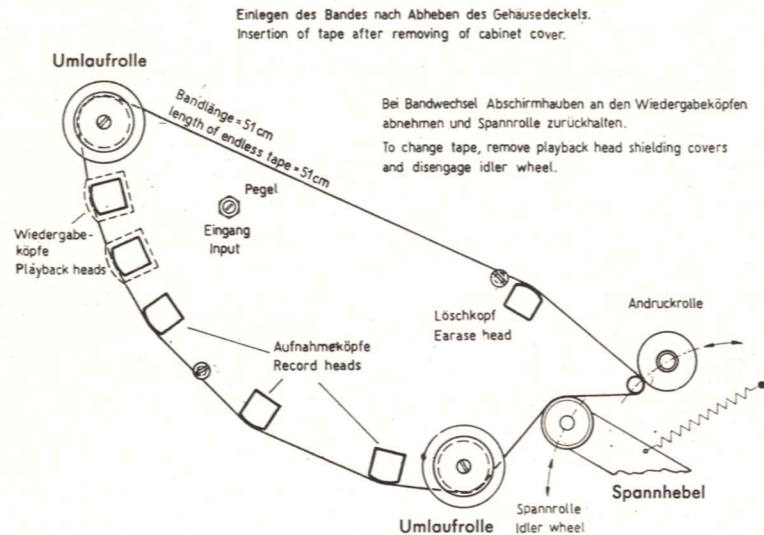 Einlegen des Bandes nach Abheben des Gehäusedeckels.
Insertion of tape after removing of cabinet cover.
Umlaufrolle
Bandlänge = 51 cm
length of endless tape = 51 cm
Bei Bandwechsel Abschirmhauben an den Wiedergabeköpfen
abnehmen und Spannrolle zurückhalten.
To change tape, remove playback head shielding covers
and disengage idler wheel.
Pegel
Eingang
Input
Wiedergabe-
köpfe
Playback heads
Löschkopf
Earase head
Andruckrolle
Aufnahmeköpfe
Record heads
Spannhebel
Spannrolle
Idler wheel
Umlaufrolle